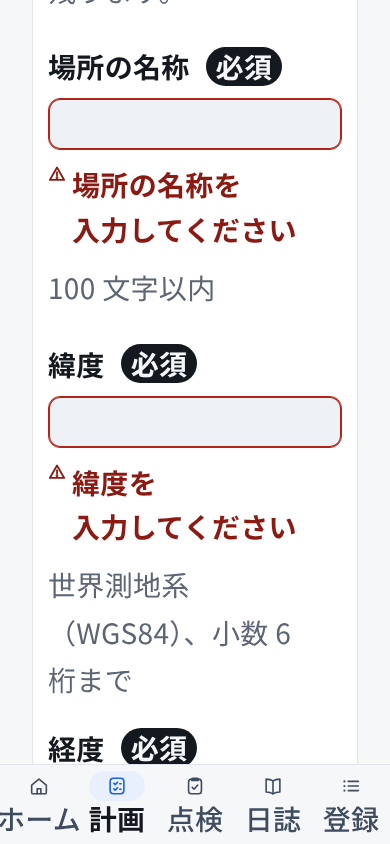 場所の名称 必須
場所の名称を
入力してください
100 文字以内
緯度 必須
緯度を
入力してください
世界測地系
（WGS84）、小数 6
桁まで
経度 必須
ホーム 計画 点検 日誌 登録